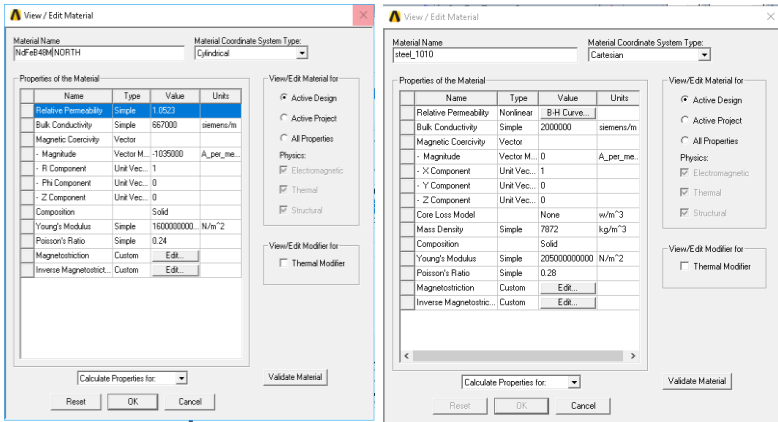 View / Edit Material
Material Name
NdFeB48M NORTH
Material Coordinate System Type:
Cylindrical
Properties of the Material
Name Type Value Units
Relative Permeability Simple 1.0523
Bulk Conductivity Simple 667000 siemens/m
Magnetic Coercivity Vector
- Magnitude Vector M... -1035000 A_per_me...
- R Component Unit Vec... 1
- Phi Component Unit Vec... 0
- Z Component Unit Vec... 0
Composition Solid
Young's Modulus Simple 1600000000... N/m^2
Poisson's Ratio Simple 0.24
Magnetostriction Custom Edit...
Inverse Magnetostrict... Custom Edit...
View/Edit Material for
Active Design
Active Project
All Properties
Physics:
Electromagnetic
Thermal
Structural
View/Edit Modifier for
Thermal Modifier
Calculate Properties for:
Validate Material
Reset OK Cancel
View / Edit Material
Material Name
steel_1010
Material Coordinate System Type:
Cartesian
Properties of the Material
Name Type Value Units
Relative Permeability Nonlinear B-H Curve...
Bulk Conductivity Simple 2000000 siemens/m
Magnetic Coercivity Vector
- Magnitude Vector M... 0 A_per_me...
- X Component Unit Vec... 1
- Y Component Unit Vec... 0
- Z Component Unit Vec... 0
Core Loss Model None w/m^3
Mass Density Simple 7872 kg/m^3
Composition Solid
Young's Modulus Simple 205000000000 N/m^2
Poisson's Ratio Simple 0.28
Magnetostriction Custom Edit...
Inverse Magnetostric... Custom Edit...
View/Edit Material for
Active Design
Active Project
All Properties
Physics:
Electromagnetic
Thermal
Structural
View/Edit Modifier for
Thermal Modifier
Calculate Properties for:
Validate Material
Reset OK Cancel